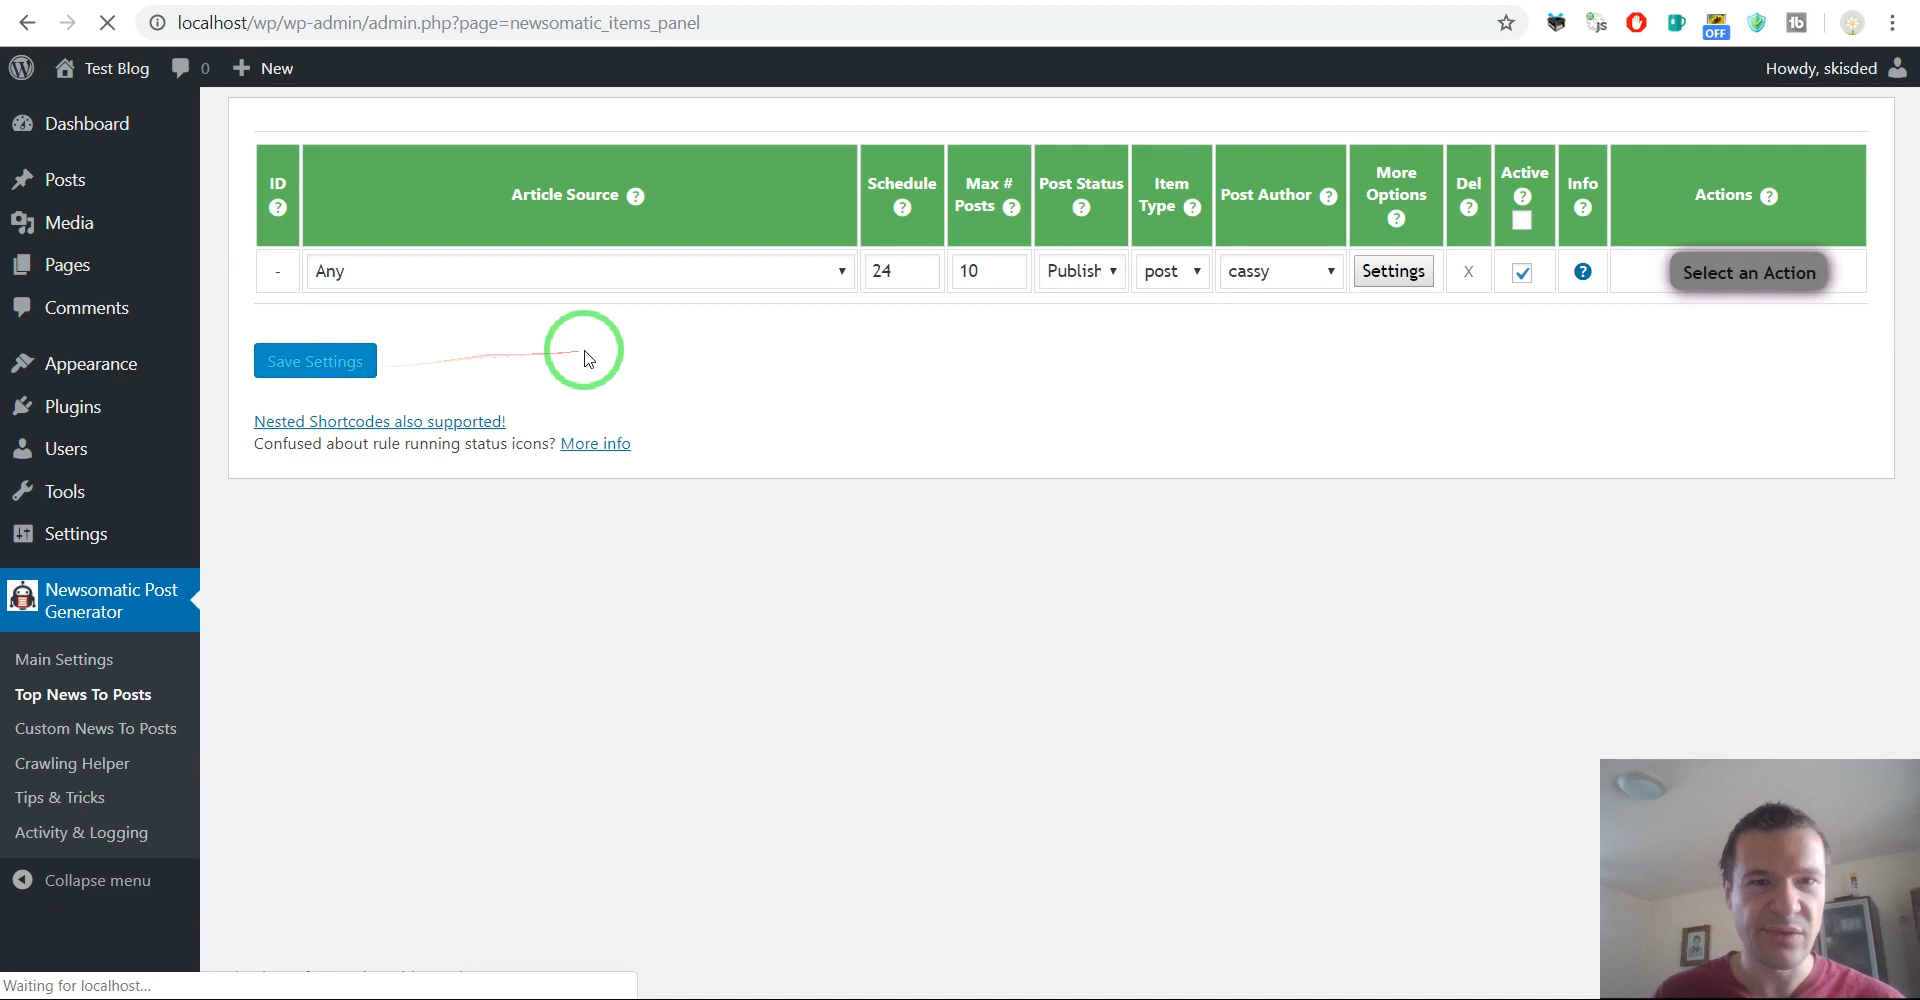 localhost/wp/wp-admin/admin.php?page=newsomatic_items_panel
OFF
Test Blog 0 New
Howdy, skisded
Dashboard
Posts
Media
Pages
Comments
Appearance
Plugins
Users
Tools
Settings
Newsomatic Post
Generator
Main Settings
Top News To Posts
Custom News To Posts
Crawling Helper
Tips & Tricks
Activity & Logging
Collapse menu
ID
?
Article Source ?
Schedule
?
Max #
Posts ?
Post Status
?
Item
Type ?
Post Author ?
More
Options
?
Del
?
Active
?
Info
?
Actions ?
-
Any
24
10
Publish
post
cassy
Settings
X
?
Select an Action
Save Settings
Nested Shortcodes also supported!
Confused about rule running status icons? More info
Waiting for localhost...